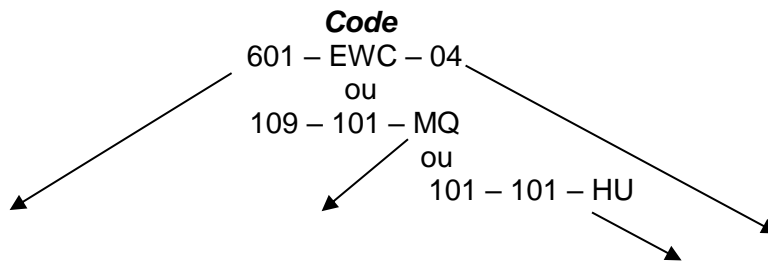 Code
601 – EWC – 04
ou
109 – 101 – MQ
ou
101 – 101 – HU